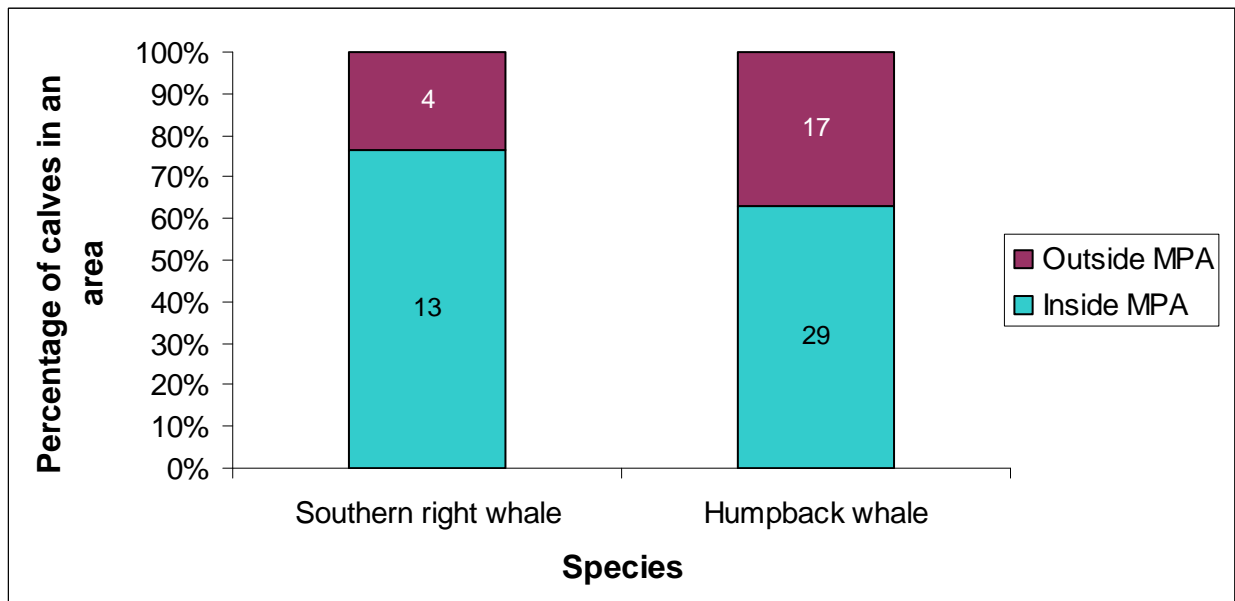 Percentage of calves in an
area
100%
90%
80%
70%
60%
50%
40%
30%
20%
10%
0%
4
13
17
29
Southern right whale
Humpback whale
Species
Outside MPA
Inside MPA